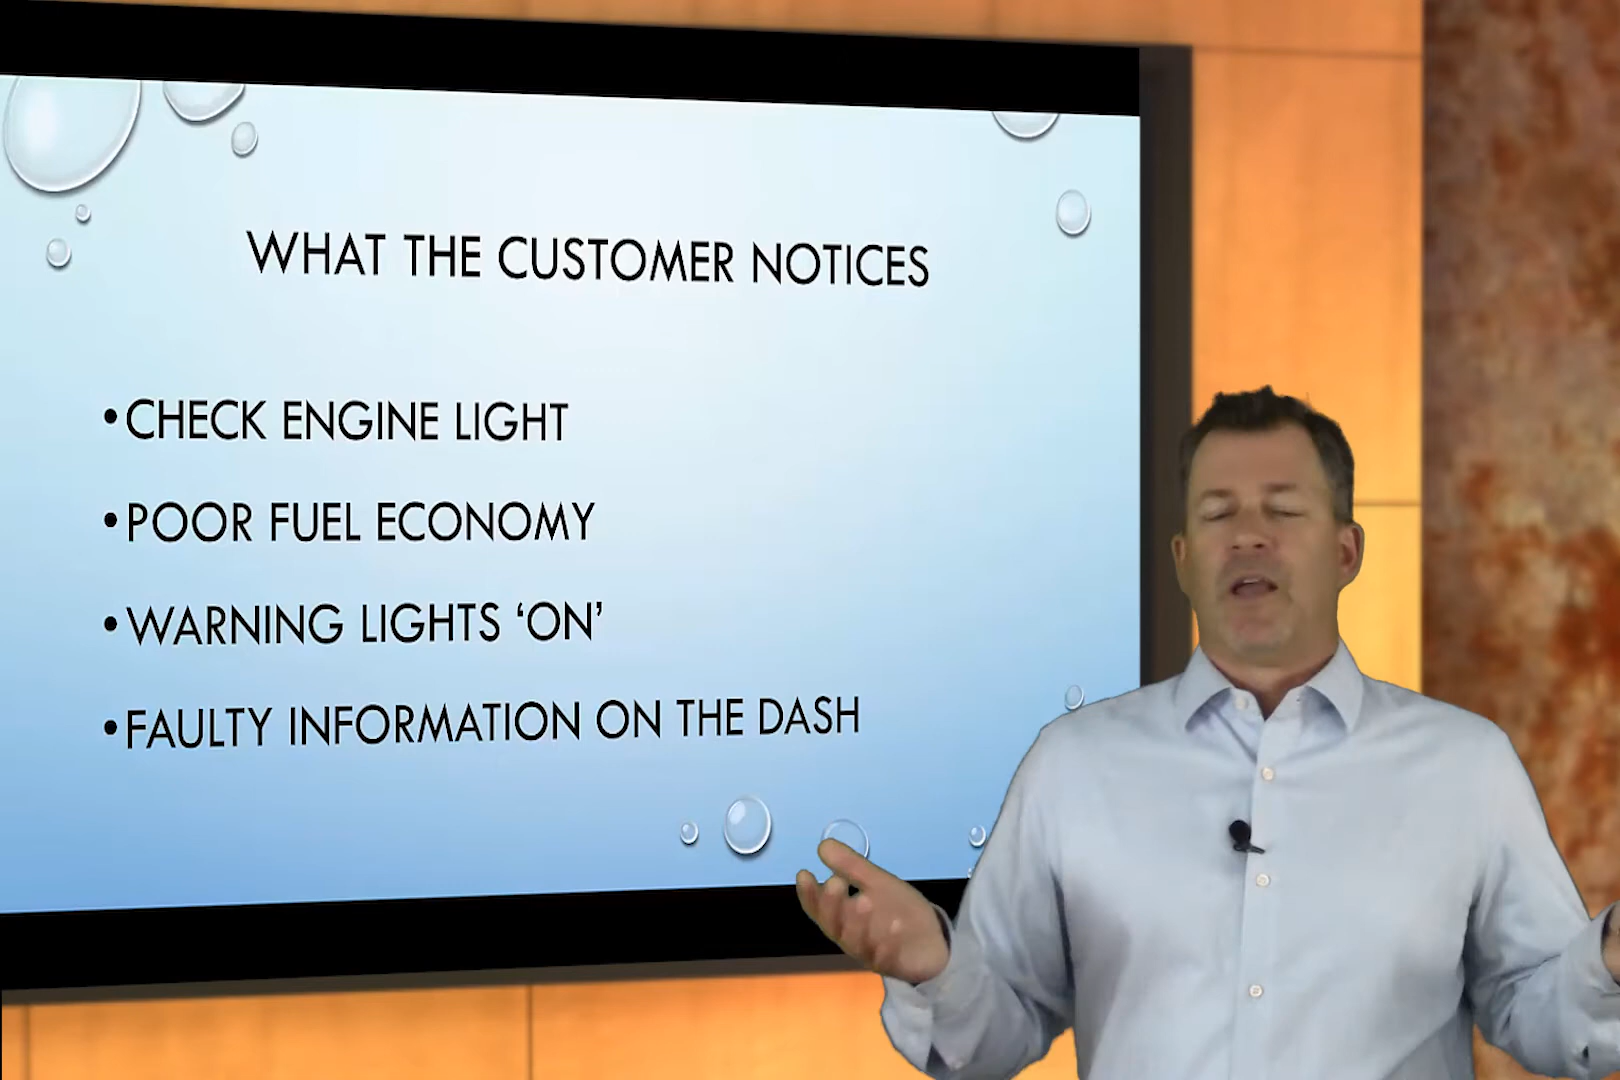 WHAT THE CUSTOMER NOTICES
•CHECK ENGINE LIGHT
•POOR FUEL ECONOMY
•WARNING LIGHTS ‘ON’
•FAULTY INFORMATION ON THE DASH